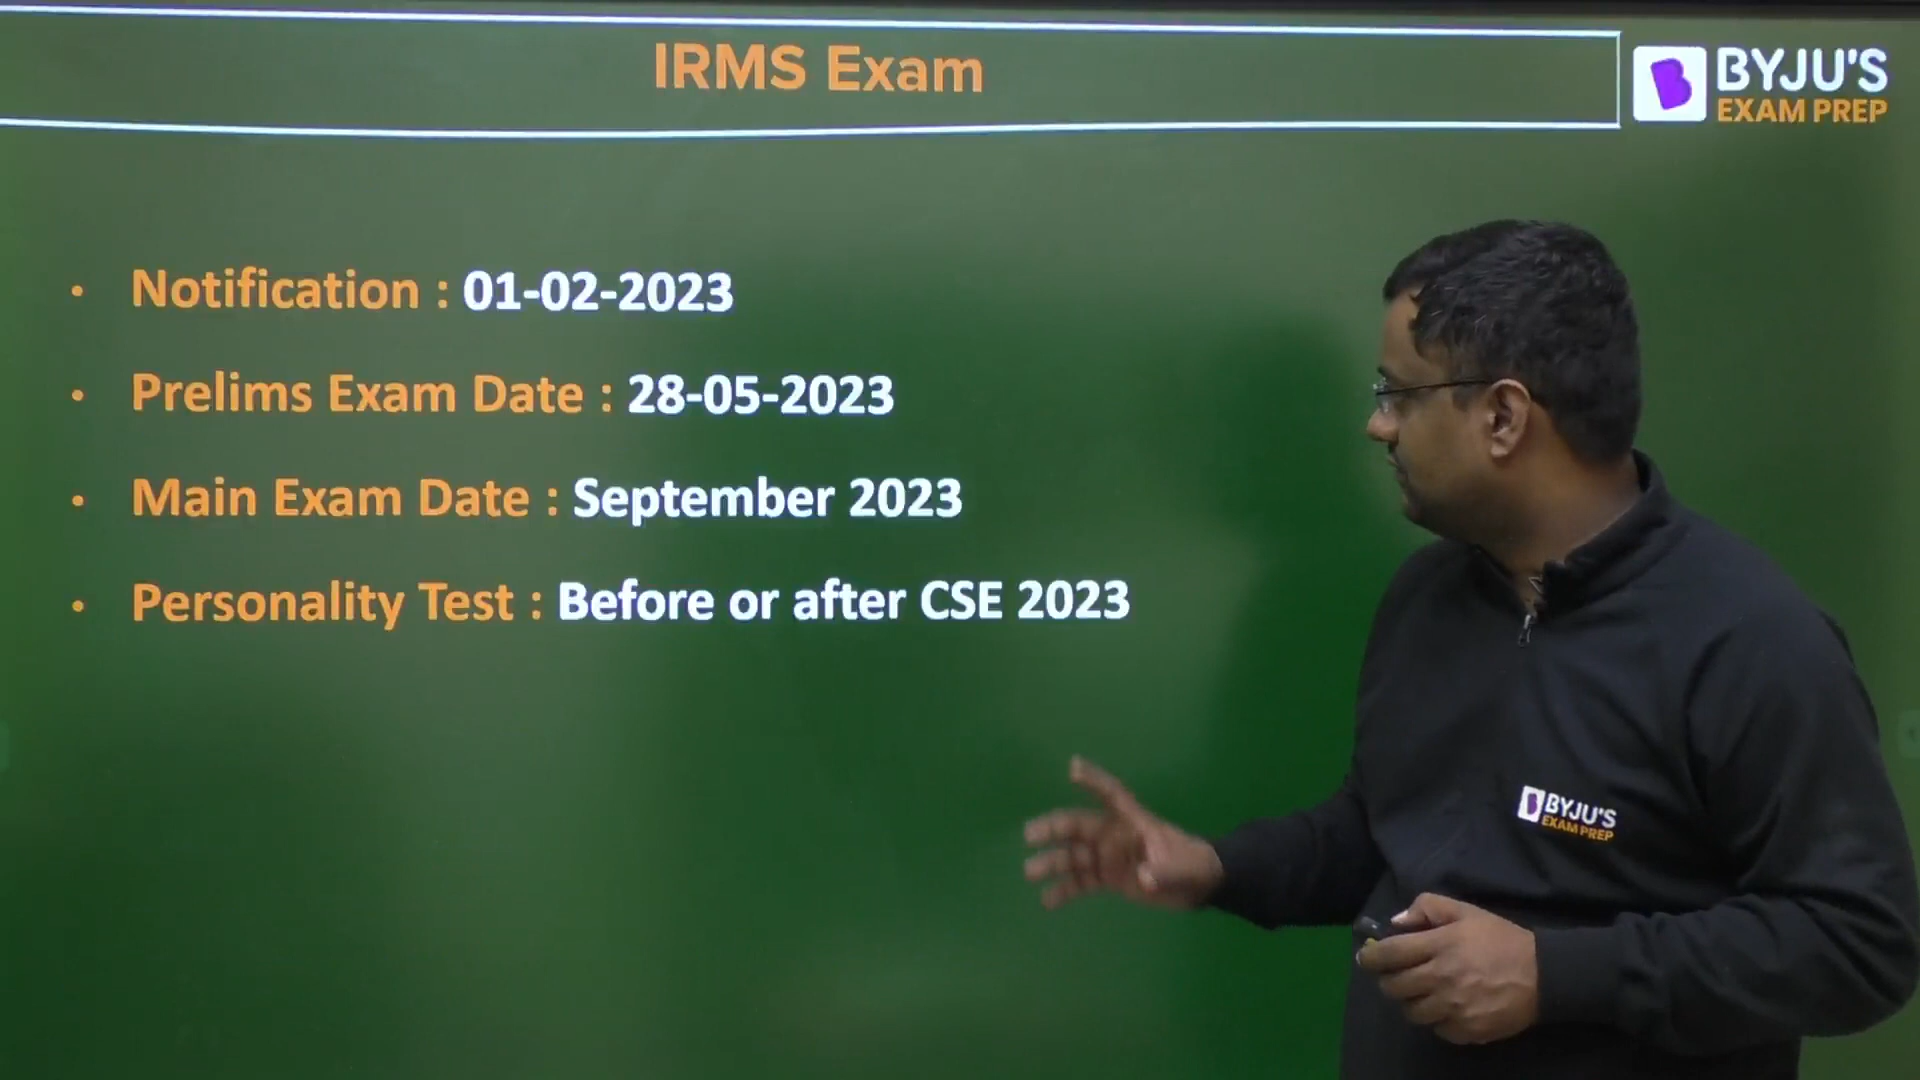 IRMS Exam
BYJU'S
EXAM PREP
• Notification : 01-02-2023
• Prelims Exam Date : 28-05-2023
• Main Exam Date : September 2023
• Personality Test : Before or after CSE 2023
BYJU'S
EXAM PREP